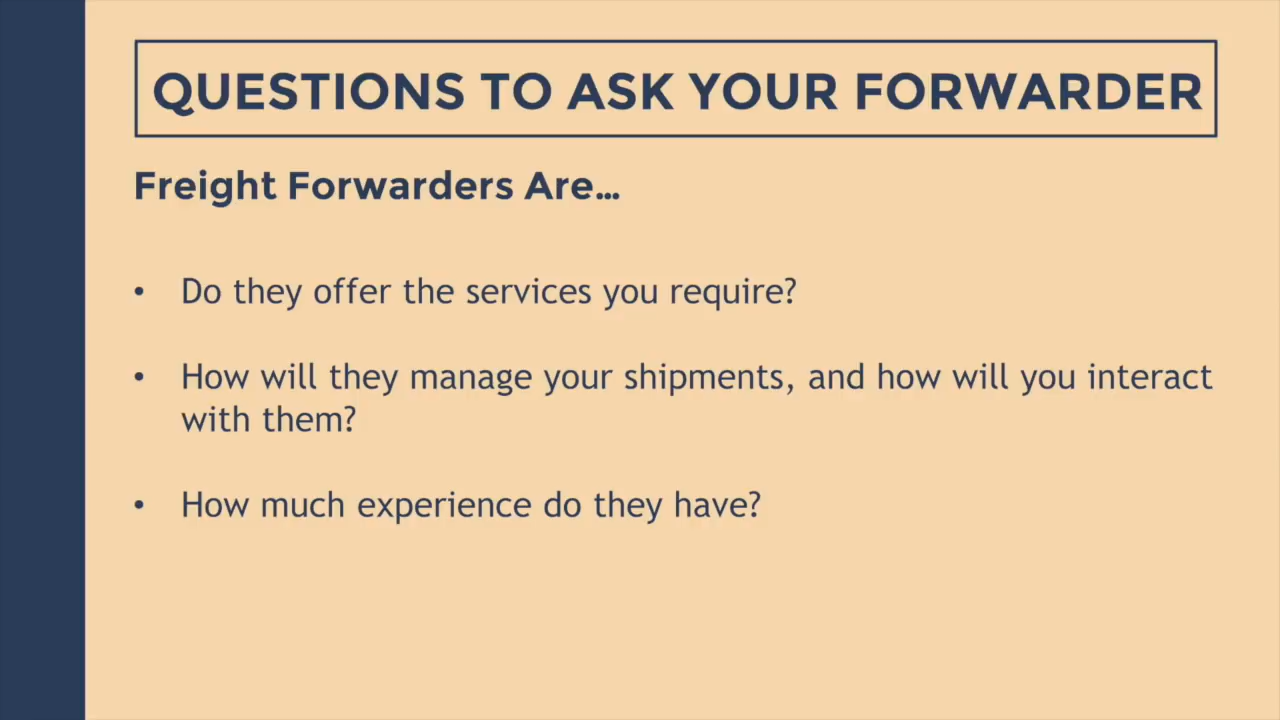 QUESTIONS TO ASK YOUR FORWARDER
Freight Forwarders Are…
• Do they offer the services you require?
• How will they manage your shipments, and how will you interact
with them?
• How much experience do they have?